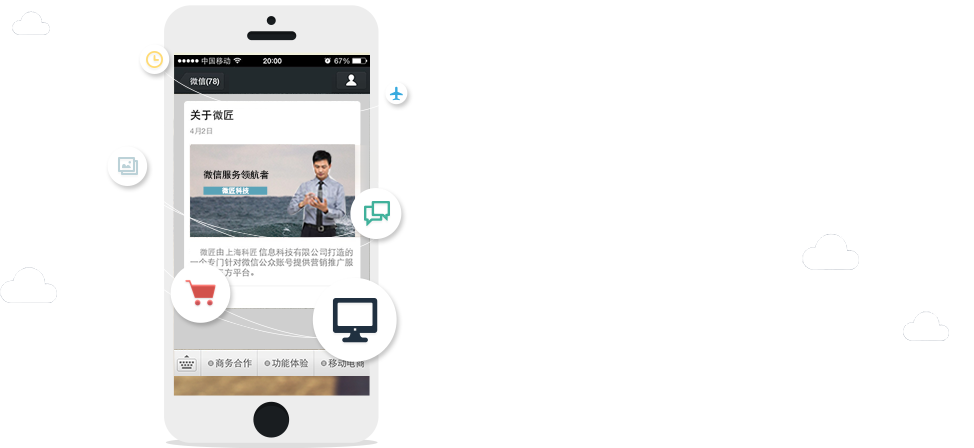 中国移动
20:00
67%
微信(78)
关于微匠
4月2日
微信服务领航者
微匠科技
微匠由上海科匠信息科技有限公司打造的
一个专门针对微信公众账号提供营销推广服
方平台。
商务合作
功能体验
移动电商